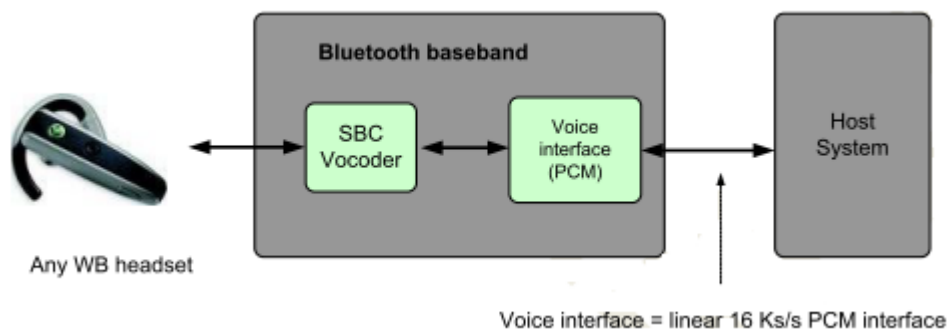 Bluetooth baseband
SBC
Vocoder
Voice
interface
(PCM)
Host
System
Any WB headset
Voice interface = linear 16 Ks/s PCM interface